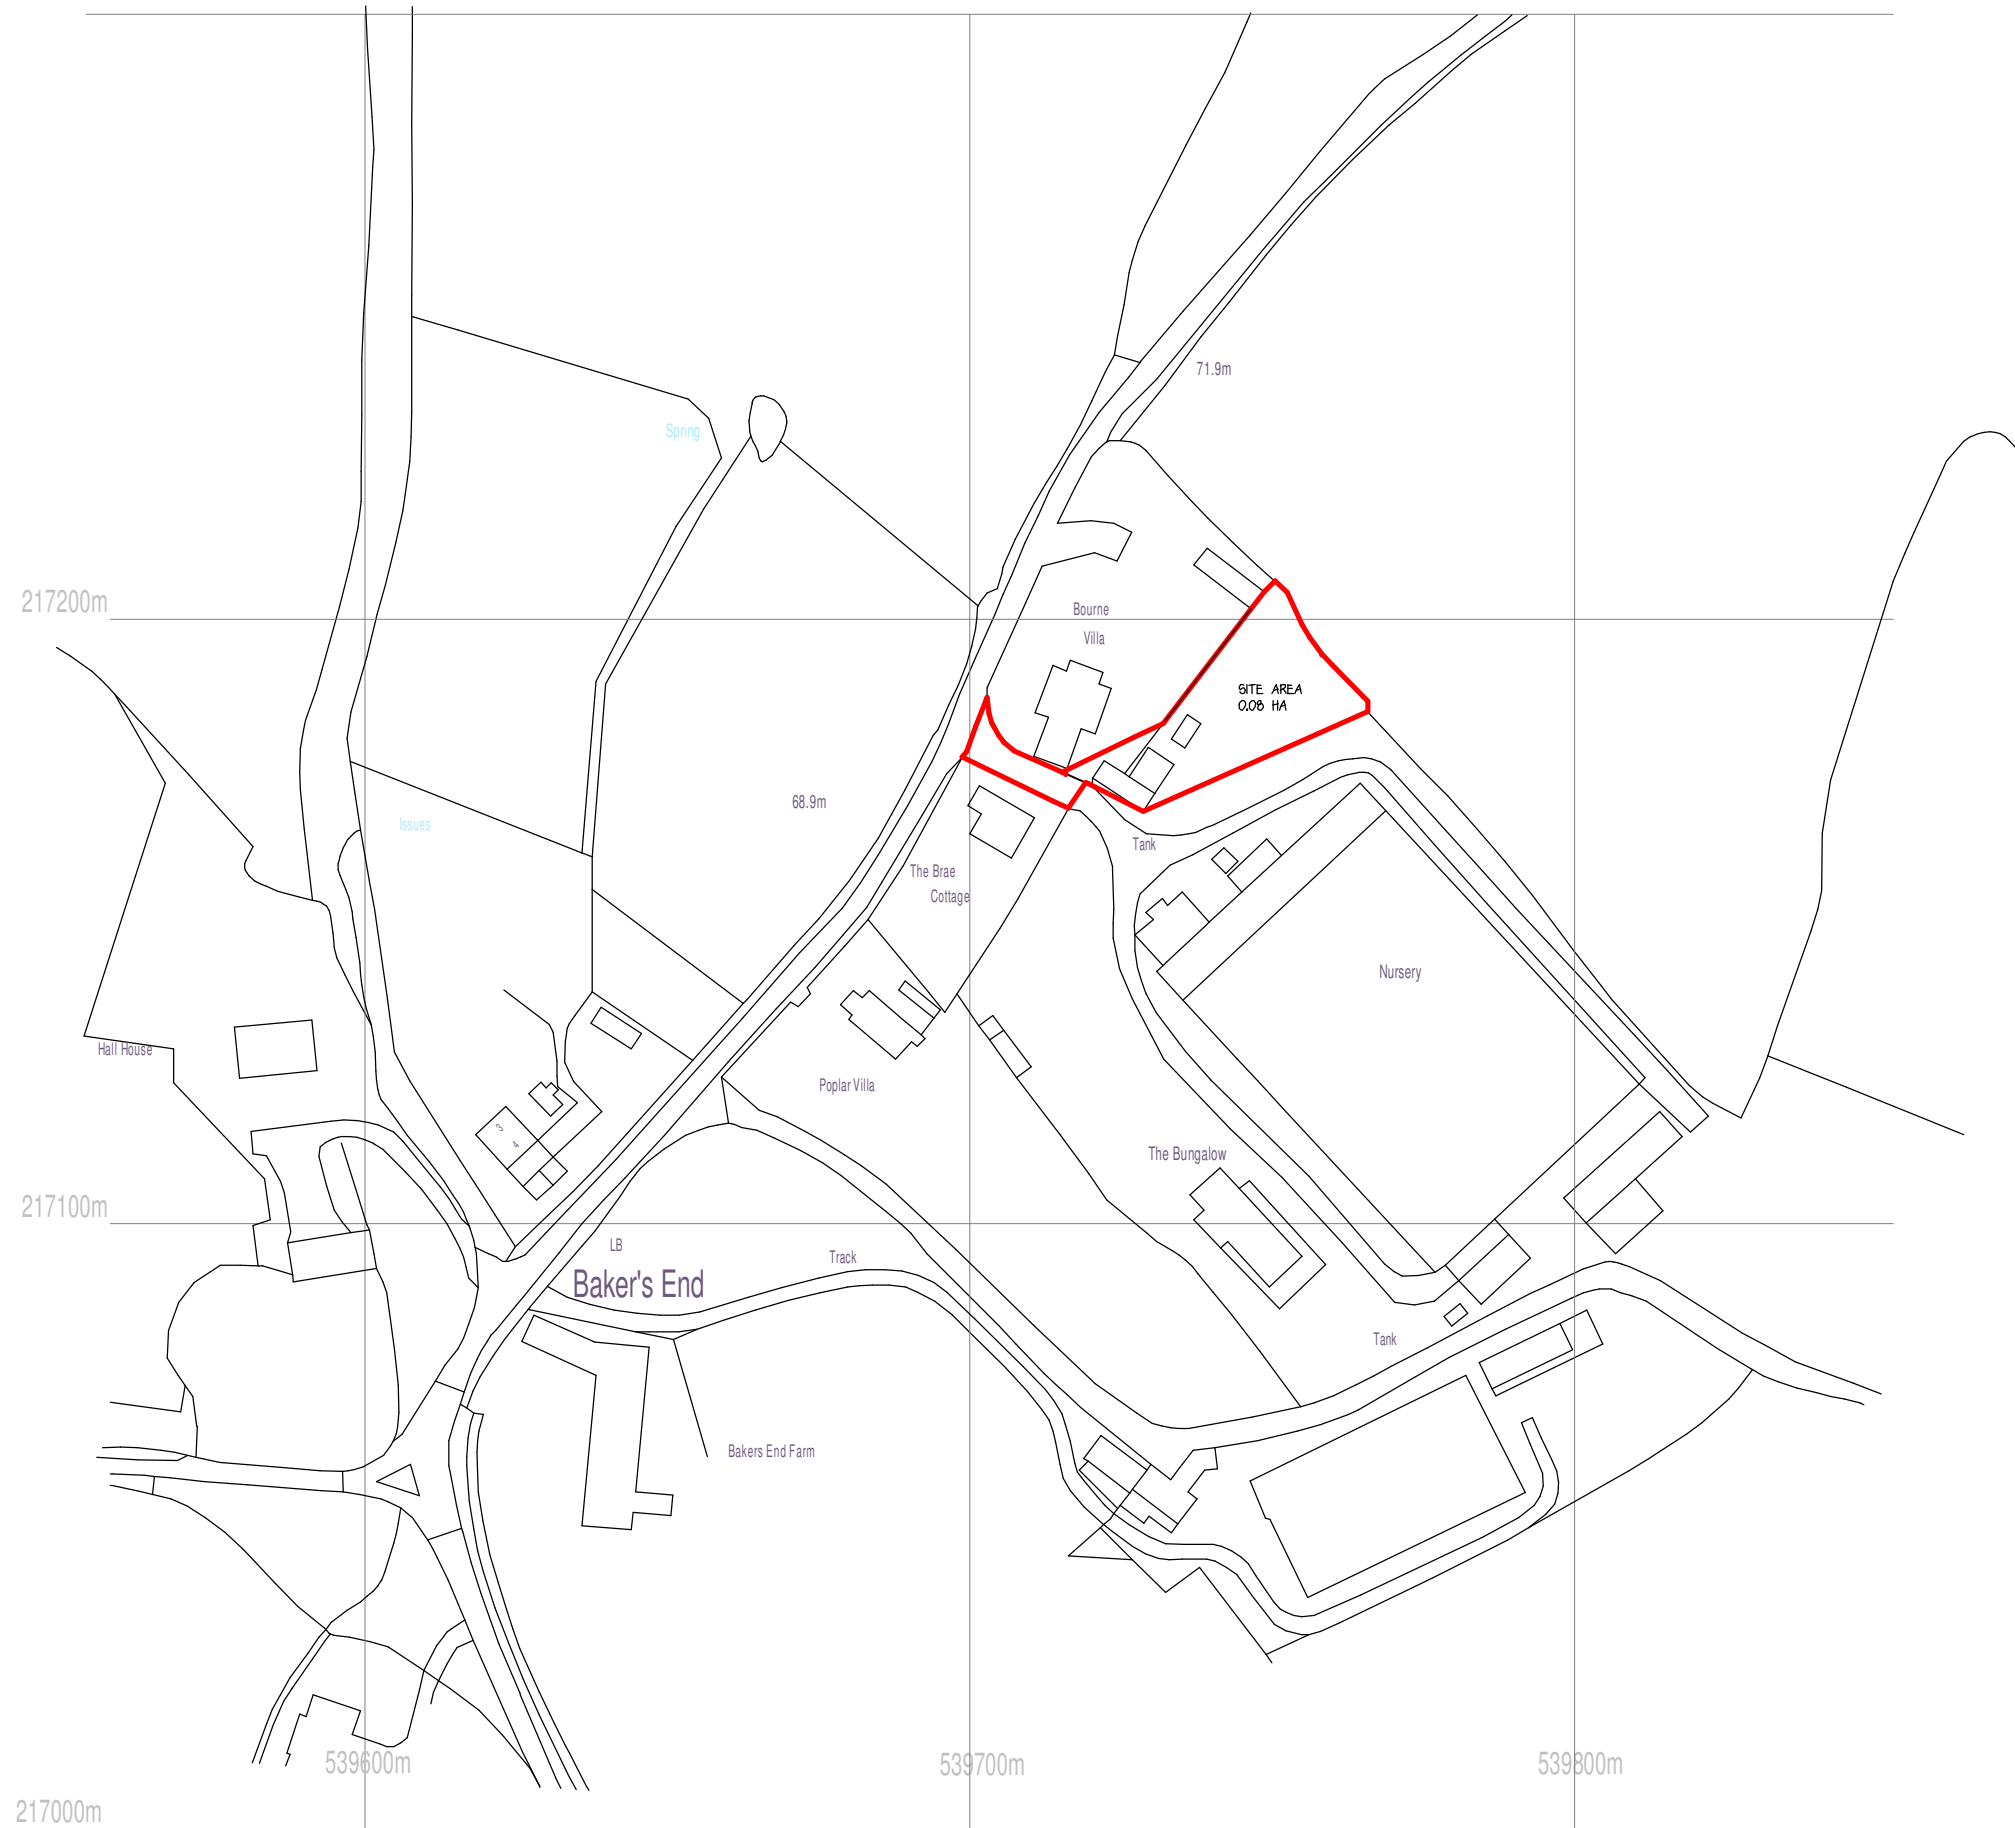 71.9m
Spring
217200m
Bourne
Villa
SITE AREA
0.08 HA
68.9m
Issues
Tank
The Brae
Cottage
Nursery
Hall House
Poplar Villa
3
4
The Bungalow
217100m
LB
Track
Baker's End
Tank
Bakers End Farm
539600m
539700m
539800m
217000m